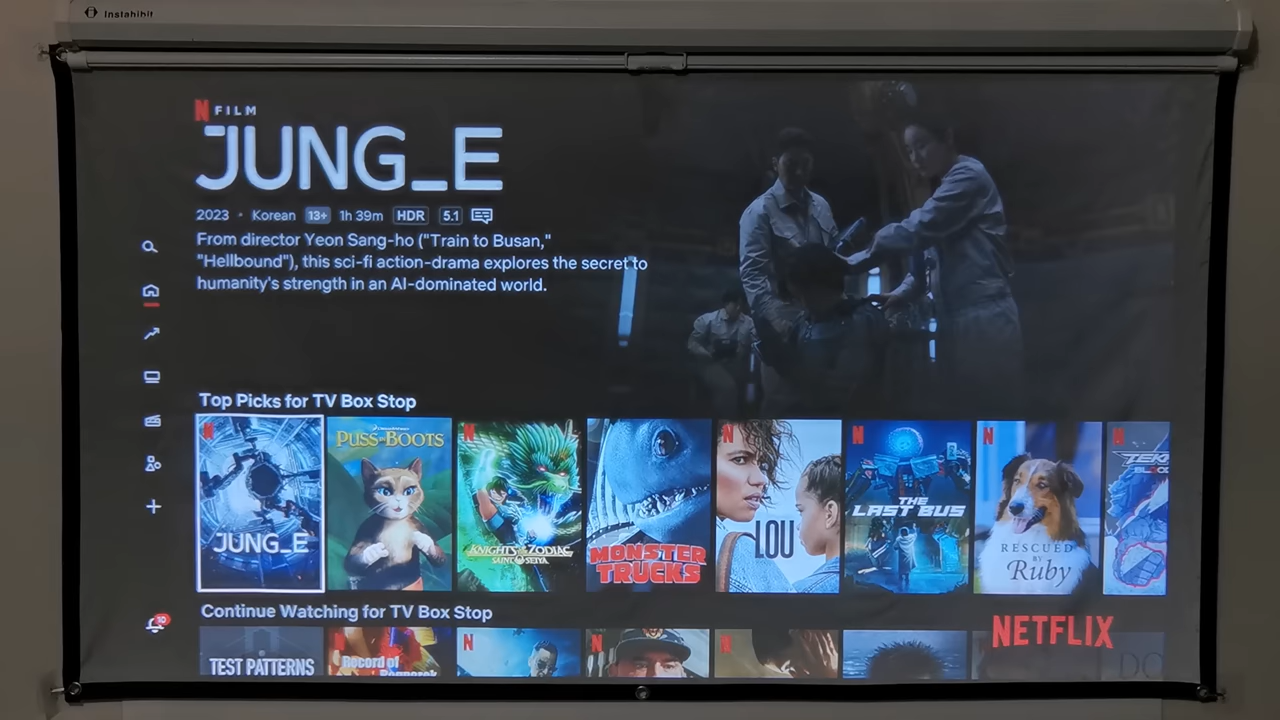 Instahibit
N FILM
JUNG_E
2023 • Korean 13+ 1h 39m HDR 5.1
From director Yeon Sang-ho ("Train to Busan,"
"Hellbound"), this sci-fi action-drama explores the secret to
humanity's strength in an AI-dominated world.
Top Picks for TV Box Stop
JUNG_E
DreamWorks
PUSS IN BOOTS
KNIGHTS OF THE ZODIAC
SAINT SEIYA
MONSTER
TRUCKS
LOU
THE
LAST BUS
RESCUED
BY
Ruby
10
Continue Watching for TV Box Stop
TEST PATTERNS
Record of
NETFLIX